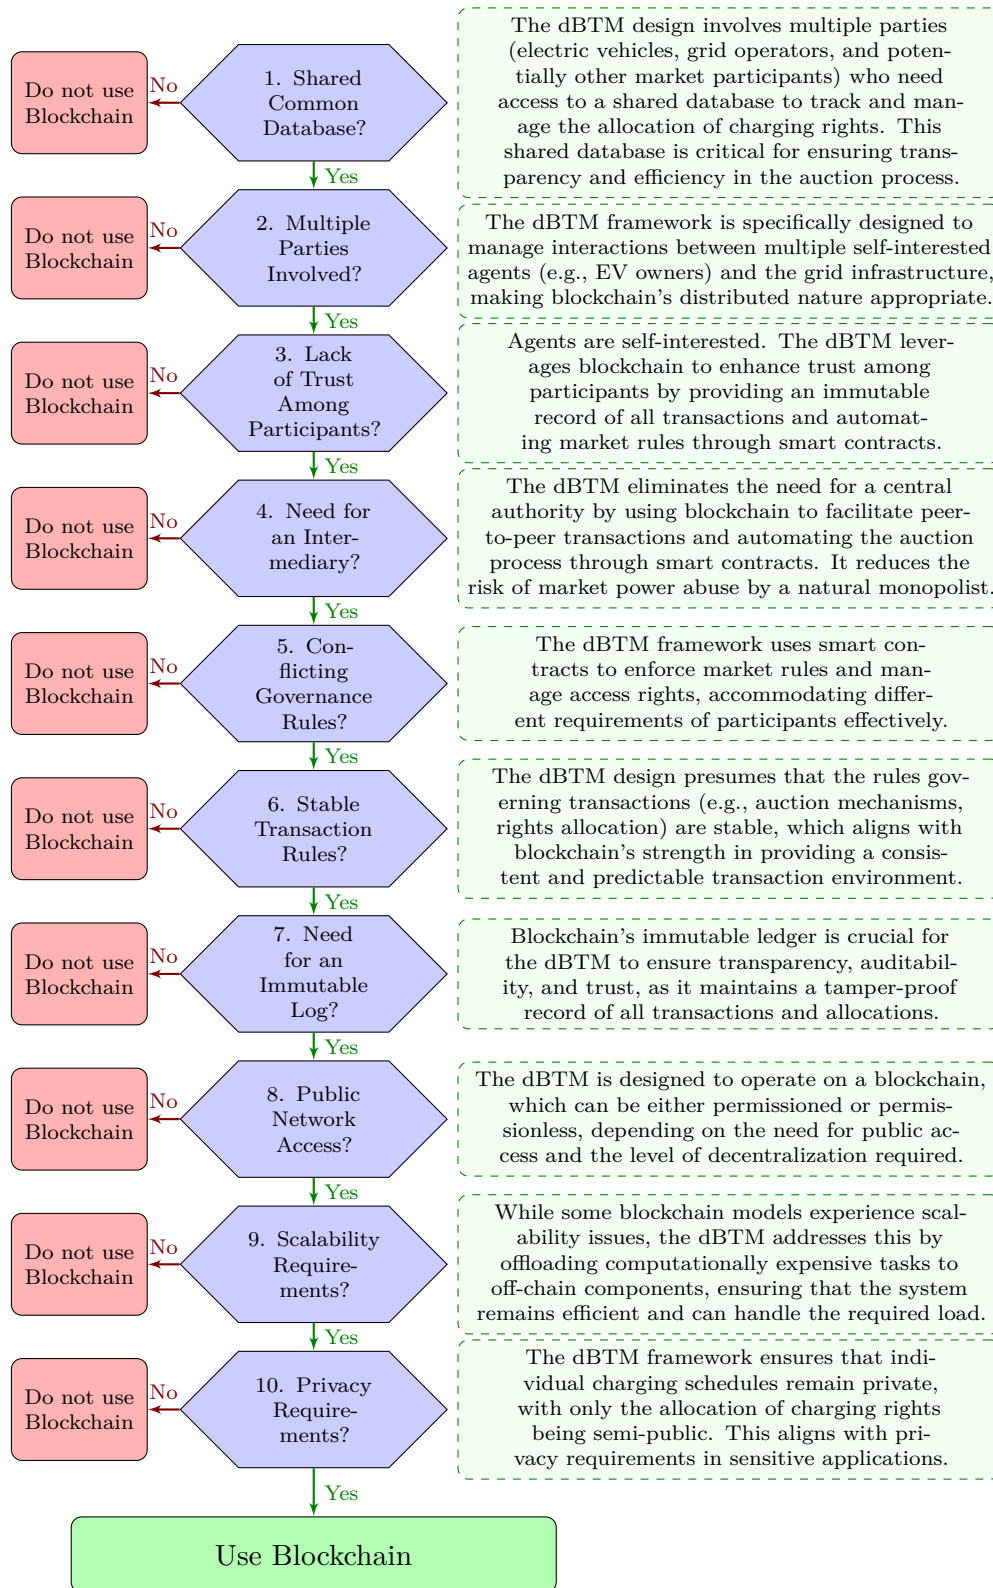 Do not use
Blockchain
No
1. Shared
Common
Database?
The dBTM design involves multiple parties
(electric vehicles, grid operators, and poten-
tially other market participants) who need
access to a shared database to track and man-
age the allocation of charging rights. This
shared database is critical for ensuring trans-
parency and efficiency in the auction process.
Yes
Do not use
Blockchain
No
2. Multiple
Parties
Involved?
The dBTM framework is specifically designed to
manage interactions between multiple self-interested
agents (e.g., EV owners) and the grid infrastructure,
making blockchain's distributed nature appropriate.
Yes
Do not use
Blockchain
No
3. Lack
of Trust
Among
Participants?
Agents are self-interested. The dBTM lever-
ages blockchain to enhance trust among
participants by providing an immutable
record of all transactions and automat-
ing market rules through smart contracts.
Yes
Do not use
Blockchain
No
4. Need for
an Inter-
mediary?
The dBTM eliminates the need for a central
authority by using blockchain to facilitate peer-
to-peer transactions and automating the auction
process through smart contracts. It reduces the
risk of market power abuse by a natural monopolist.
Yes
Do not use
Blockchain
No
5. Con-
flicting
Governance
Rules?
The dBTM framework uses smart con-
tracts to enforce market rules and man-
age access rights, accommodating differ-
ent requirements of participants effectively.
Yes
Do not use
Blockchain
No
6. Stable
Transaction
Rules?
The dBTM design presumes that the rules gov-
erning transactions (e.g., auction mechanisms,
rights allocation) are stable, which aligns with
blockchain's strength in providing a consis-
tent and predictable transaction environment.
Yes
Do not use
Blockchain
No
7. Need
for an
Immutable
Log?
Blockchain's immutable ledger is crucial for
the dBTM to ensure transparency, auditabil-
ity, and trust, as it maintains a tamper-proof
record of all transactions and allocations.
Yes
Do not use
Blockchain
No
8. Public
Network
Access?
The dBTM is designed to operate on a blockchain,
which can be either permissioned or permis-
sionless, depending on the need for public ac-
cess and the level of decentralization required.
Yes
Do not use
Blockchain
No
9. Scalability
Require-
ments?
While some blockchain models experience scal-
ability issues, the dBTM addresses this by
offloading computationally expensive tasks to
off-chain components, ensuring that the system
remains efficient and can handle the required load.
Yes
Do not use
Blockchain
No
10. Privacy
Require-
ments?
The dBTM framework ensures that indi-
vidual charging schedules remain private,
with only the allocation of charging rights
being semi-public. This aligns with pri-
vacy requirements in sensitive applications.
Yes
Use Blockchain